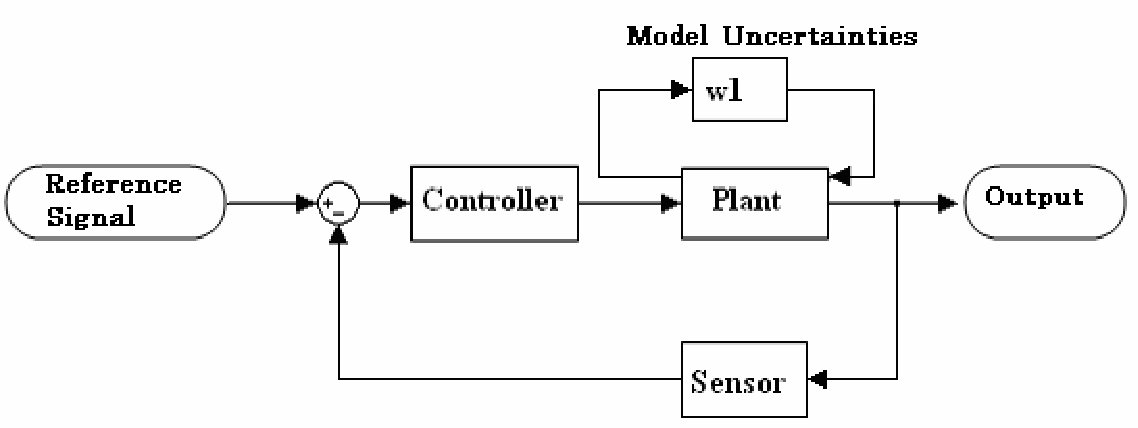 Model Uncertainties
w1
Reference
Signal
+
−
Controller
Plant
Output
Sensor